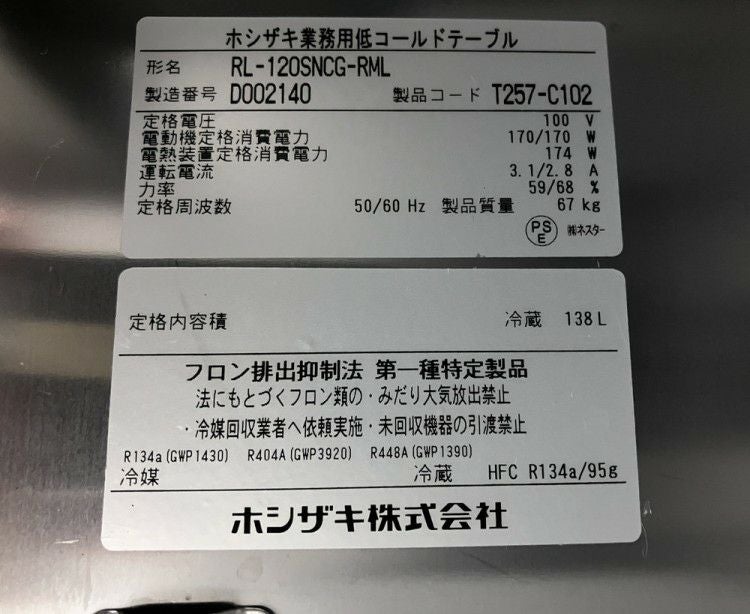 ホシザキ業務用低コールドテーブル
形名 RL-120SNCG-RML
製造番号 D002140 製品コード T257-C102
定格電圧 100 V
電動機定格消費電力 170/170 W
電熱装置定格消費電力 174 W
運転電流 3.1/2.8 A
力率 59/68 %
定格周波数 50/60 Hz 製品質量 67 kg
PS E ㈱ネスター
定格内容積 冷蔵 138 L
フロン排出抑制法 第一種特定製品
法にもとづくフロン類の・みだり大気放出禁止
・冷媒回収業者へ依頼実施・未回収機器の引渡禁止
R134a (GWP1430) R404A (GWP3920) R448A (GWP1390)
冷媒 冷蔵 HFC R134a/95g
ホシザキ株式会社